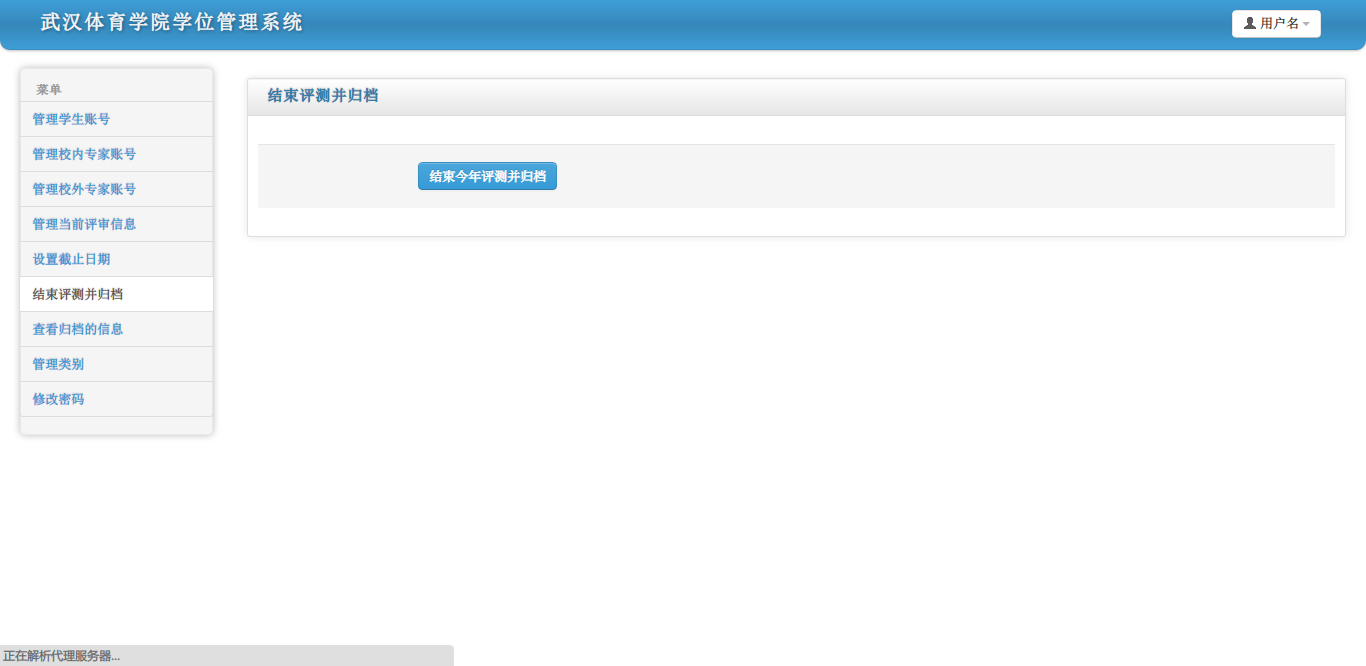 武汉体育学院学位管理系统
用户名
菜单
管理学生账号
管理校内专家账号
管理校外专家账号
管理当前评审信息
设置截止日期
结束评测并归档
查看归档的信息
管理类别
修改密码
结束评测并归档
结束今年评测并归档
正在解析代理服务器...